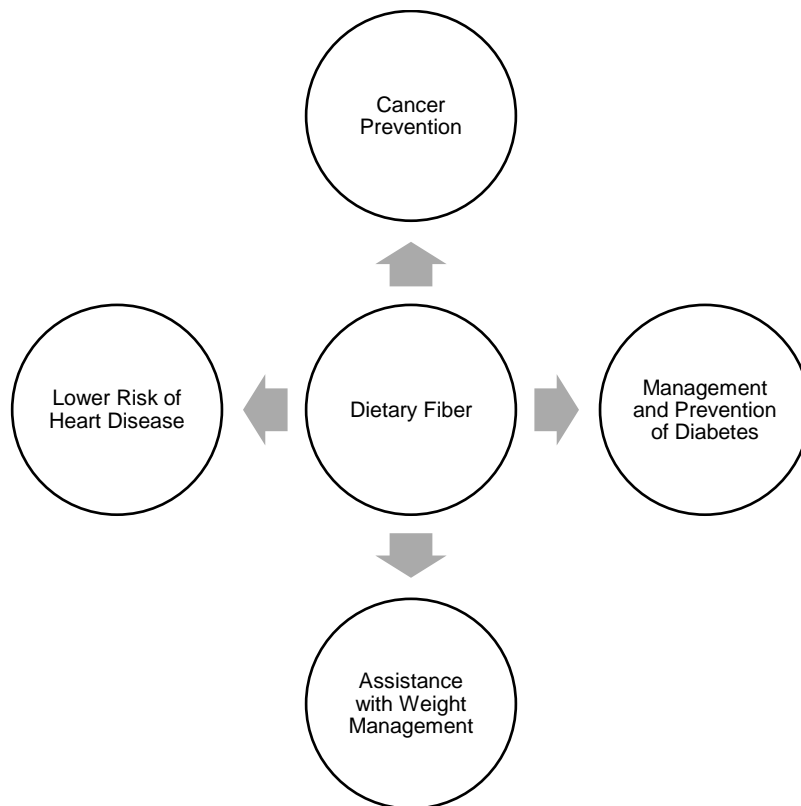 Cancer
Prevention
Lower Risk of
Heart Disease
Dietary Fiber
Management
and Prevention
of Diabetes
Assistance
with Weight
Management